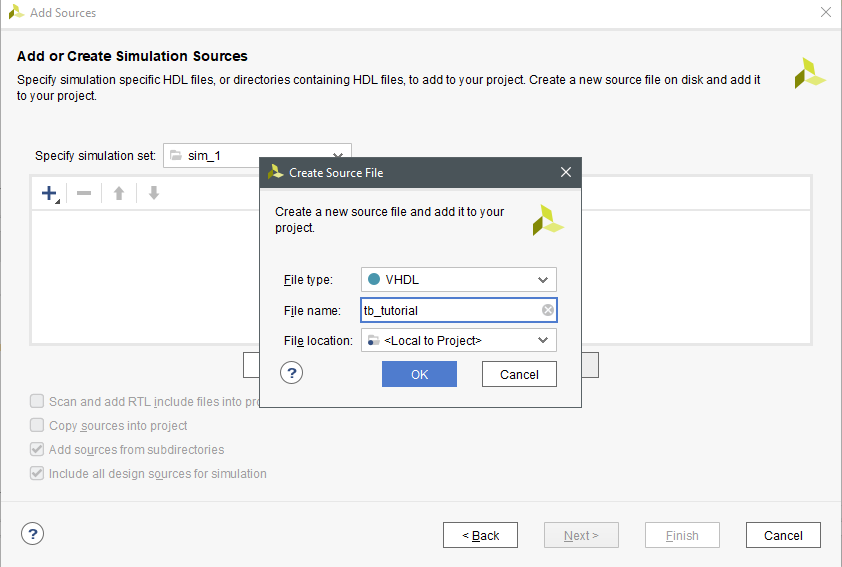 Add Sources
Add or Create Simulation Sources
Specify simulation specific HDL files, or directories containing HDL files, to add to your project. Create a new source file on disk and add it
to your project.
Specify simulation set: sim_1
Create Source File
Create a new source file and add it to your
project.
File type: VHDL
File name: tb_tutorial
File location: <Local to Project>
? OK Cancel
Scan and add RTL include files into
Copy sources into project
Add sources from subdirectories
Include all design sources for simulation
? < Back Next > Finish Cancel